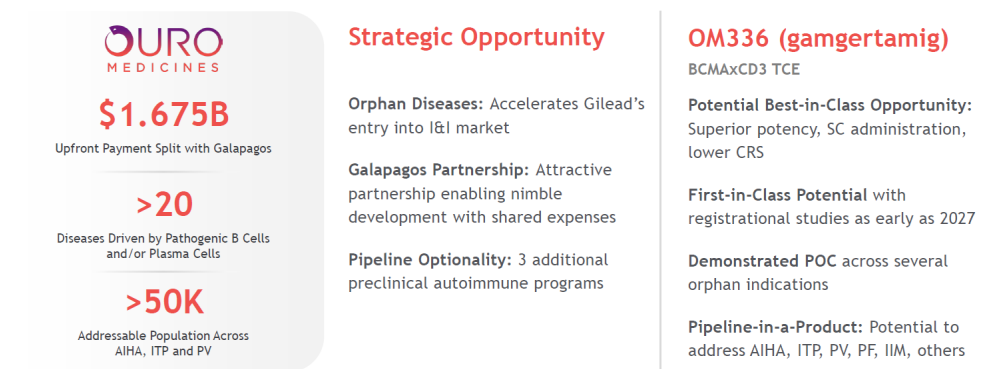 OURO
MEDICINES
$1.675B
Upfront Payment Split with Galapagos
>20
Diseases Driven by Pathogenic B Cells
and/or Plasma Cells
>50K
Addressable Population Across
AIHA, ITP and PV
Strategic Opportunity
Orphan Diseases: Accelerates Gilead’s
entry into I&I market
Galapagos Partnership: Attractive
partnership enabling nimble
development with shared expenses
Pipeline Optionality: 3 additional
preclinical autoimmune programs
OM336 (gamgertamig)
BCMAxCD3 TCE
Potential Best-in-Class Opportunity:
Superior potency, SC administration,
lower CRS
First-in-Class Potential with
registrational studies as early as 2027
Demonstrated POC across several
orphan indications
Pipeline-in-a-Product: Potential to
address AIHA, ITP, PV, PF, IIM, others